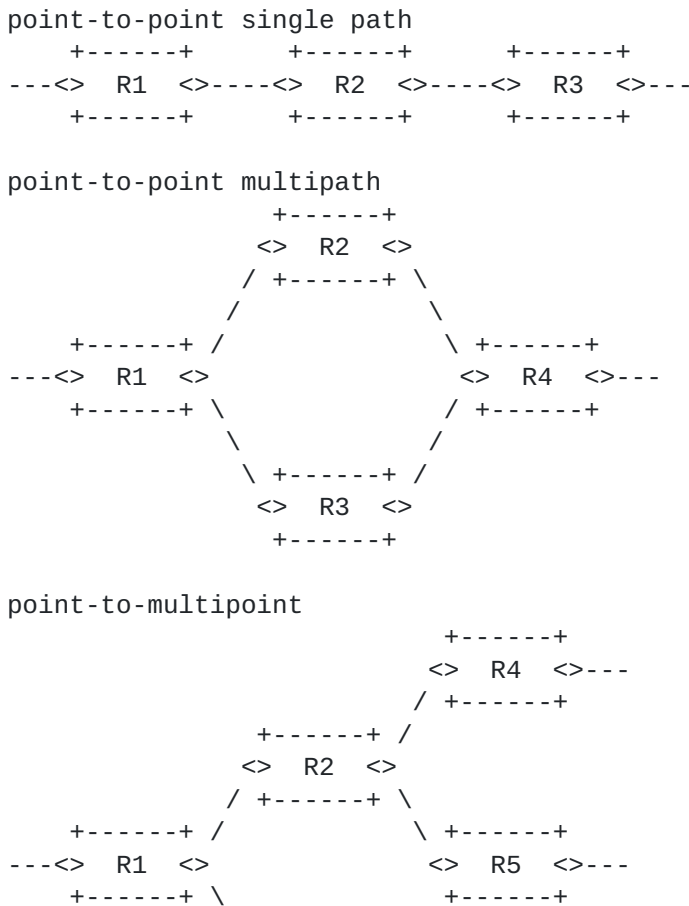 point-to-point single path
     +------+      +------+      +------+
---<>  R1  <>----<>  R2  <>----<>  R3  <>---
     +------+      +------+      +------+

point-to-point multipath
                 +------+
                <>  R2  <>
               / +------+ \
              /            \
    +------+ /              \ +------+
---<>  R1  <>                <>  R4  <>---
    +------+ \              / +------+
              \            /
               \ +------+ /
                <>  R3  <>
                 +------+

point-to-multipoint
                            +------+
                           <>  R4  <>---
                          / +------+
                +------+ /
               <>  R2  <>
              / +------+ \
    +------+ /            \ +------+
---<>  R1  <>              <>  R5  <>---
    +------+ \              +------+